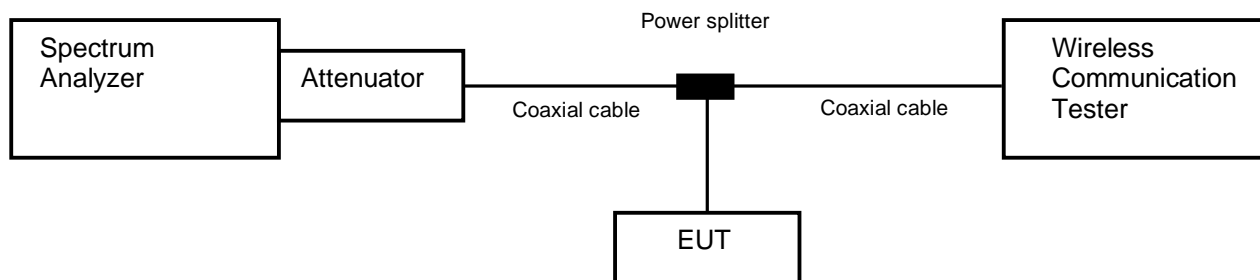 Power splitter
Spectrum
Analyzer
Attenuator
Coaxial cable
Coaxial cable
Wireless
Communication
Tester
EUT